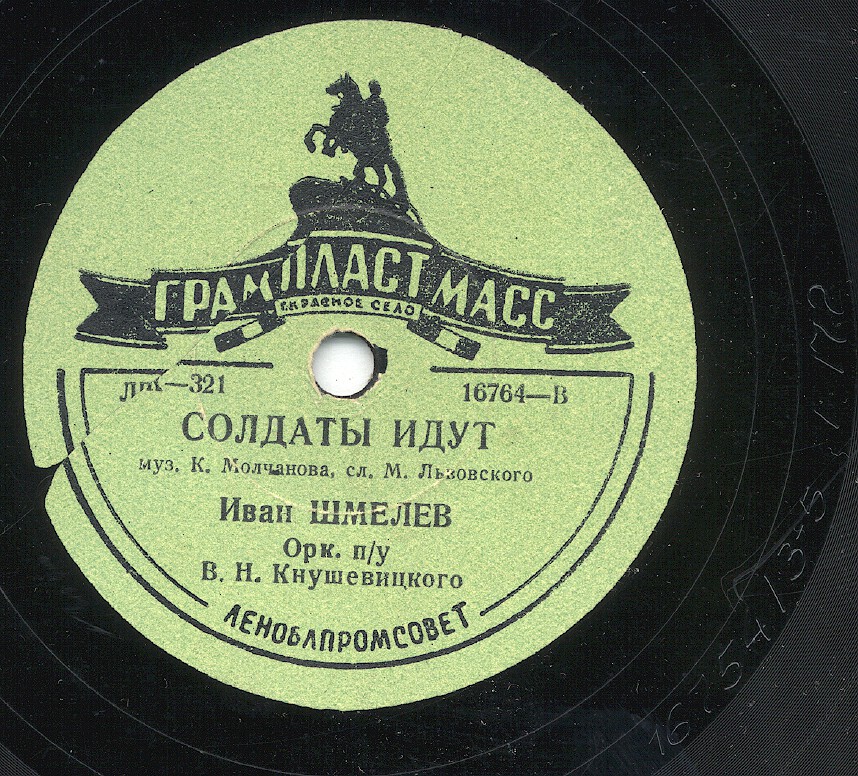 ГРАМПЛАСТМАСС
Г. КРАСНОЕ СЕЛО
16764—В
СОЛДАТЫ ИДУТ
муз. К. Молчанова, сл. М. Львовского
Иван ШМЕЛЕВ
Орк. п/у
В. Н. Кнушевицкого
ЛЕНОБЛПРОМСОВЕТ